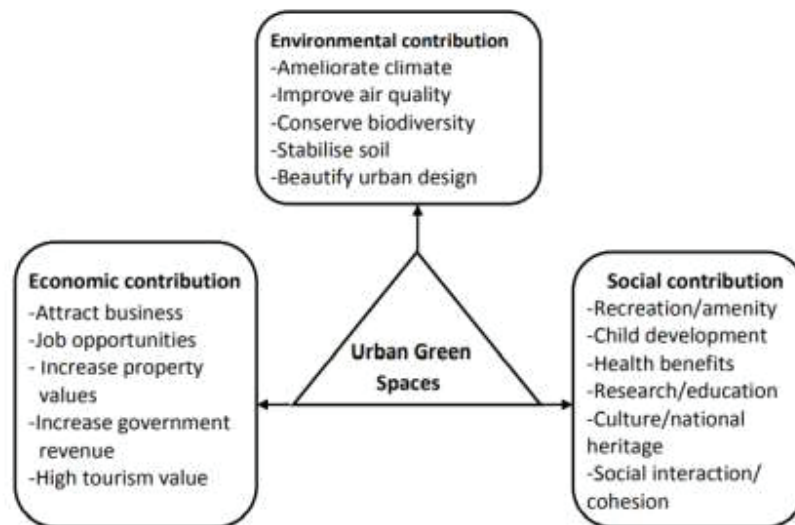 Environmental contribution
-Ameliorate climate
-Improve air quality
-Conserve biodiversity
-Stabilise soil
-Beautify urban design
Economic contribution
-Attract business
-Job opportunities
- Increase property
values
-Increase government
revenue
-High tourism value
Urban Green
Spaces
Social contribution
-Recreation/amenity
-Child development
-Health benefits
-Research/education
-Culture/national
heritage
-Social interaction/
cohesion